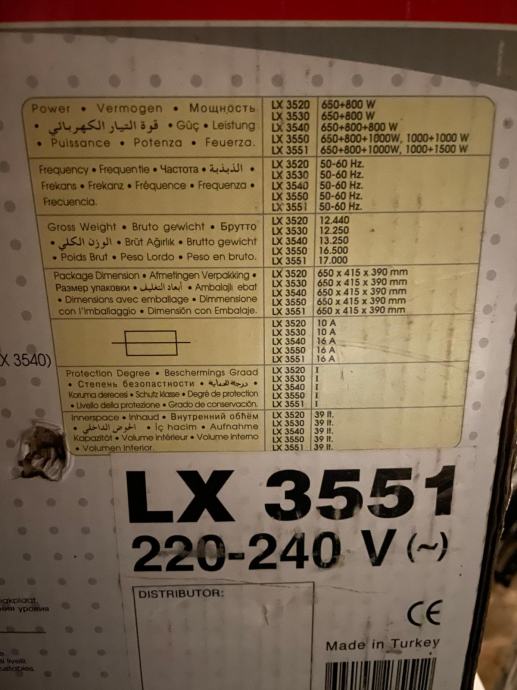 Power • Vermogen • Мощность
• قوة التيار الكهربائي • Güç • Leistung
• Puissance • Potenza • Feuerza.
LX 3520 650+800 W
LX 3530 650+800 W
LX 3540 650+800+800 W
LX 3550 650+800+1000W, 1000+1000 W
LX 3551 650+800+1000W, 1000+1500 W
Frequency • Frequentie • Частота • الذبذبة •
Frekans • Frekanz • Fréquence • Frequenza •
Frecuencia.
LX 3520 50-60 Hz.
LX 3530 50-60 Hz.
LX 3540 50-60 Hz.
LX 3550 50-60 Hz.
LX 3551 50-60 Hz.
Gross Weight • Bruto gewicht • Брутто
• الوزن الكلي • Brüt Ağırlık • Brutto gewicht
• Poids Brut • Peso Lordo • Peso en bruto.
LX 3520 12.440
LX 3530 12.250
LX 3540 13.250
LX 3550 16.500
LX 3551 17.000
Package Dimension • Afmetingen Verpakking •
Размер упаковки • أبعاد التغليف • Ambalajlı ebat
• Dimensions avec emballage • Dimmensione
con l'imballaggio • Dimensión con Embalaje.
LX 3520 650 x 415 x 390 mm
LX 3530 650 x 415 x 390 mm
LX 3540 650 x 415 x 390 mm
LX 3550 650 x 415 x 390 mm
LX 3551 650 x 415 x 390 mm
LX 3520 10 A
LX 3530 10 A
LX 3540 16 A
LX 3550 16 A
LX 3551 16 A
X 3540)
Protection Degree • Beschermings Graad
• Степень безопастности • درجة الحماية •
Koruma derecesi • Schutz klasse • Degré de protection
• Livello della protezione • Grado de conservación.
LX 3520 I
LX 3530 I
LX 3540 I
LX 3550 I
LX 3551 I
Innerspace • Inhoud • Внутренний объём
• الحوض الداخلي • İç hacim • Aufnahme
Kapazität • Volume intérieur • Volume interno
• Volumen Interior.
LX 3520 39 lt.
LX 3530 39 lt.
LX 3540 39 lt.
LX 3550 39 lt.
LX 3551 39 lt.
LX 3551
220-240 V (~)
DISTRIBUTOR:
CE
Made in Turkey
уровня